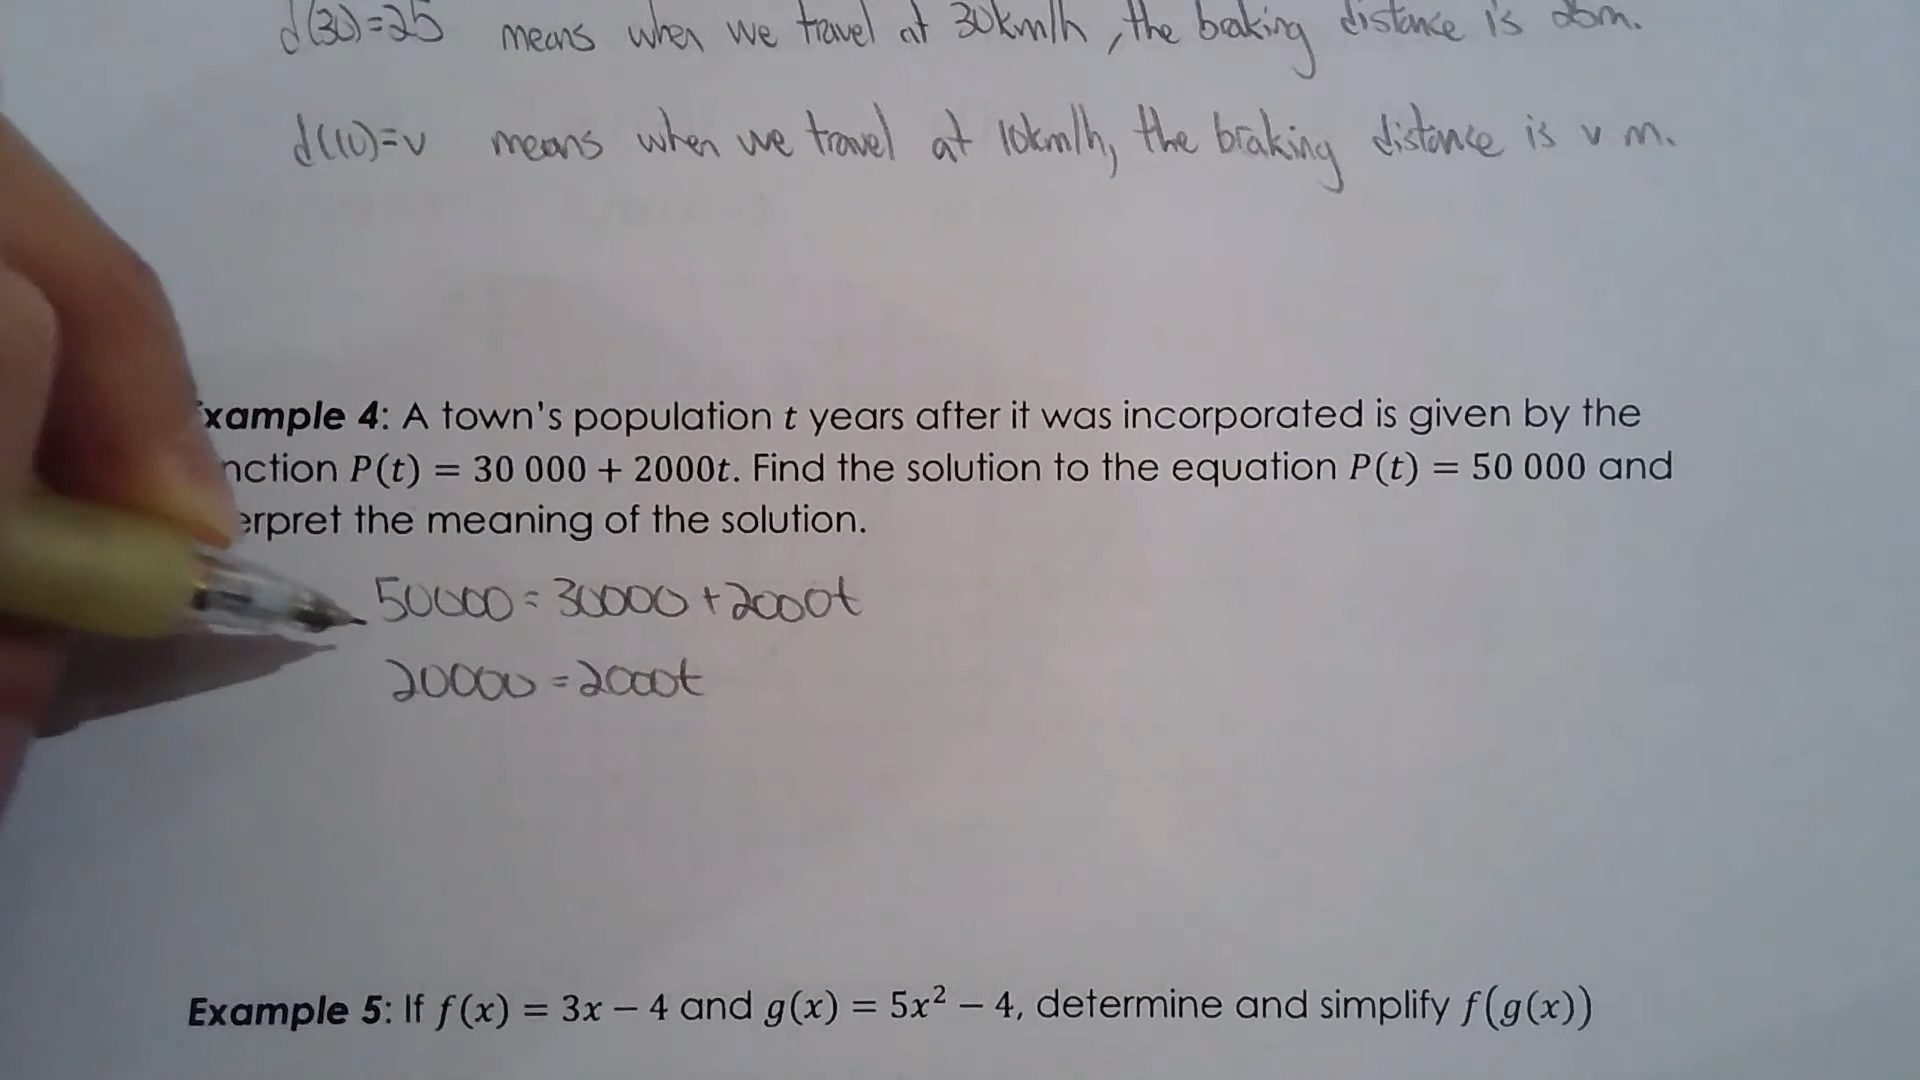 d(30)=25 means when we travel at 30km/h, the braking distance is 25m.
d(10)=v means when we travel at 10km/h, the braking distance is v m.
xample 4: A town's population t years after it was incorporated is given by the
nction P(t) = 30 000 + 2000t. Find the solution to the equation P(t) = 50 000 and
erpret the meaning of the solution.
50000=30000+2000t
20000=2000t
Example 5: If f(x) = 3x − 4 and g(x) = 5x² − 4, determine and simplify f(g(x))